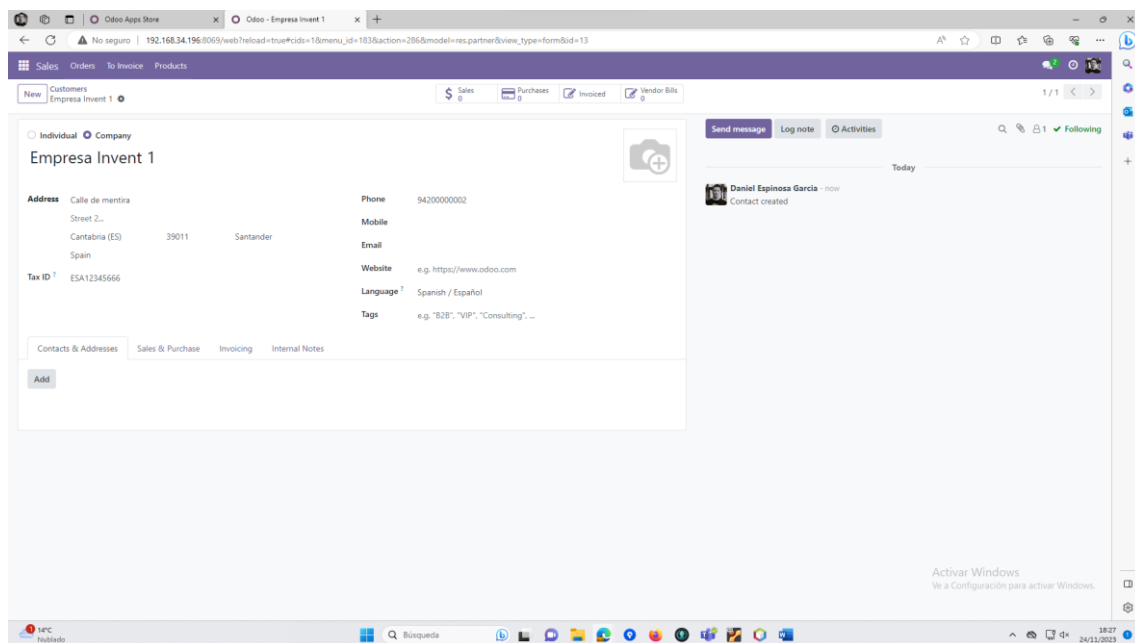 Odoo Apps Store
Odoo - Empresa Invent 1
No seguro | 192.168.34.196:8069/web?reload=true#cids=1&menu_id=183&action=286&model=res.partner&view_type=form&id=13
Sales Orders To Invoice Products 2
New Customers
Empresa Invent 1
Sales 0
Purchases 0
Invoiced
Vendor Bills 0
1 / 1
Individual Company
Empresa Invent 1
Send message Log note Activities 1 Following
Today
Daniel Espinosa Garcia - now
Contact created
Address Calle de mentira
Street 2...
Cantabria (ES) 39011 Santander
Spain
Tax ID ? ESA12345666
Phone 94200000002
Mobile
Email
Website e.g. https://www.odoo.com
Language ? Spanish / Español
Tags e.g. "B2B", "VIP", "Consulting", ...
Contacts & Addresses Sales & Purchase Invoicing Internal Notes
Add
Activar Windows
Ve a Configuración para activar Windows.
1 14°C
Nublado
Búsqueda
18:27
24/11/2023